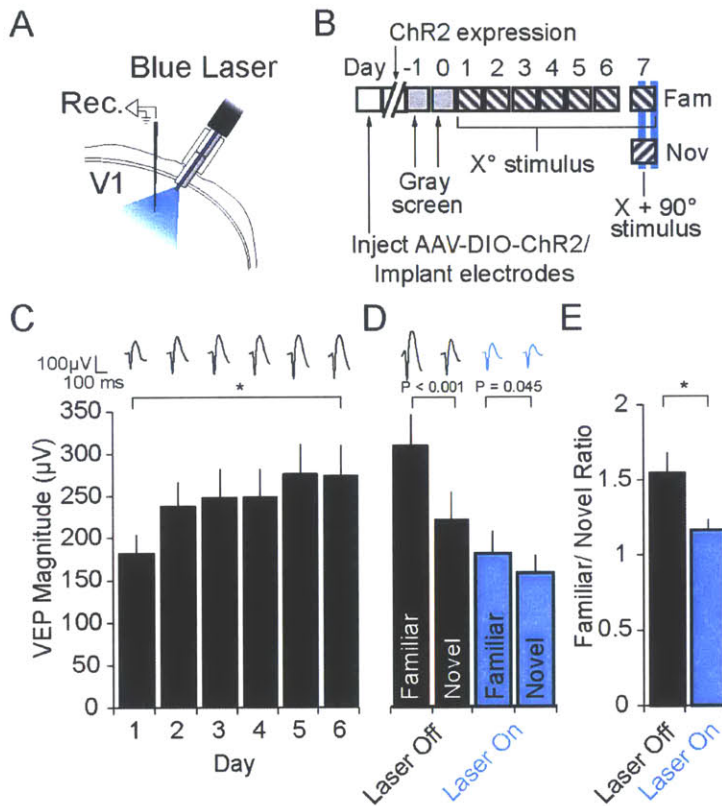 A
Blue Laser
Rec.
V1
B
ChR2 expression
Day -1 0 1 2 3 4 5 6 7
Fam
Nov
X° stimulus
Gray
screen
X + 90°
stimulus
Inject AAV-DIO-ChR2/
Implant electrodes
C
100µV
100 ms
*
VEP Magnitude (µV)
350
300
250
200
150
100
50
0
1 2 3 4 5 6
Day
D
P < 0.001 P = 0.045
Familiar
Novel
Familiar
Novel
Laser Off
Laser On
E
*
Familiar/ Novel Ratio
2
1.5
1
0.5
0
Laser Off
Laser On